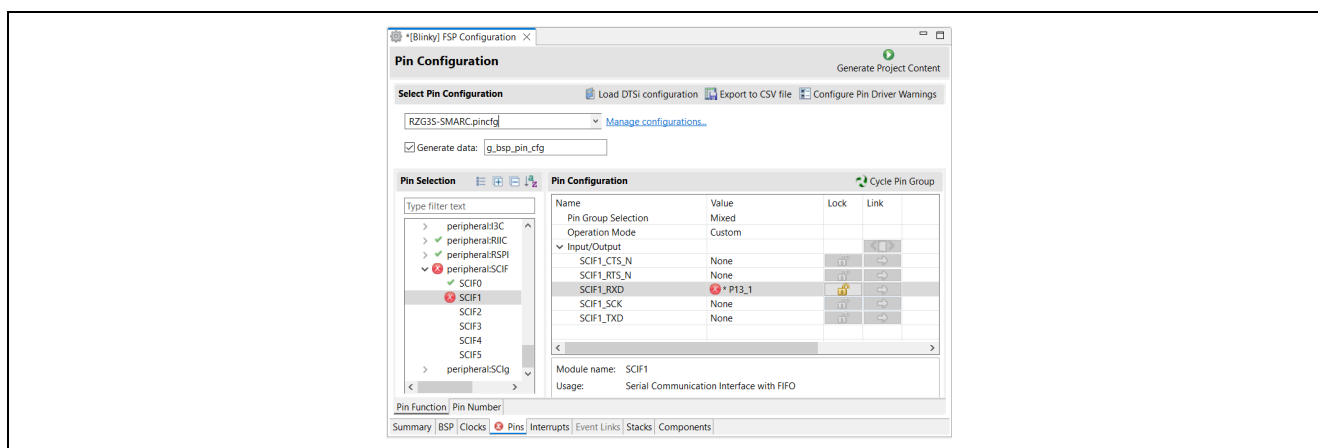 *[Blinky] FSP Configuration
Pin Configuration
Generate Project Content
Select Pin Configuration
Load DTSi configuration
Export to CSV file
Configure Pin Driver Warnings
RZG3S-SMARC.pincfg
Manage configurations...
Generate data:
g_bsp_pin_cfg
Pin Selection
Type filter text
peripheral:I3C
peripheral:RIIC
peripheral:RSPI
peripheral:SCIF
SCIF0
SCIF1
SCIF2
SCIF3
SCIF4
SCIF5
peripheral:SCIg
Pin Configuration
Cycle Pin Group
Name Value Lock Link
Pin Group Selection Mixed
Operation Mode Custom
Input/Output
SCIF1_CTS_N None
SCIF1_RTS_N None
SCIF1_RXD * P13_1
SCIF1_SCK None
SCIF1_TXD None
Module name: SCIF1
Usage: Serial Communication Interface with FIFO
Pin Function Pin Number
Summary BSP Clocks Pins Interrupts Event Links Stacks Components